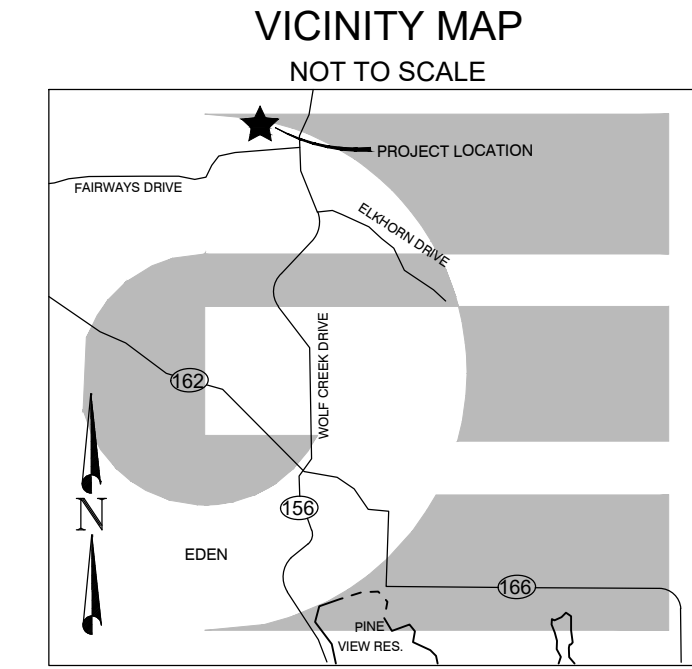 VICINITY MAP
NOT TO SCALE
PROJECT LOCATION
FAIRWAYS DRIVE
ELKHORN DRIVE
WOLF CREEK DRIVE
162
N
156
EDEN
166
PINE
VIEW RES.